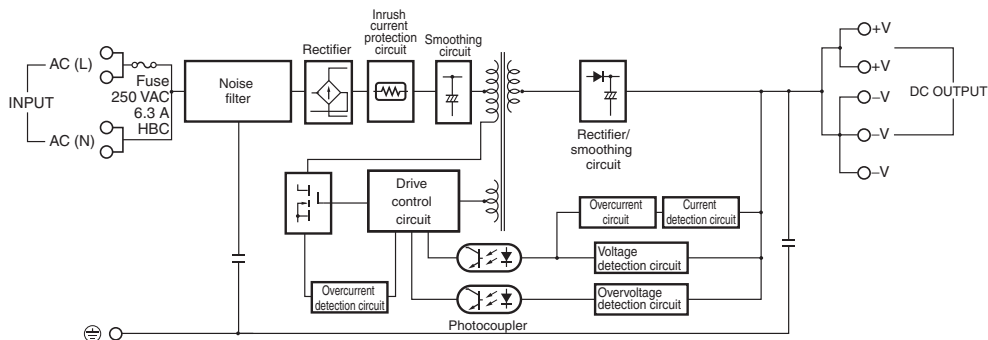 INPUT
AC (L)
AC (N)
Fuse
250 VAC
6.3 A
HBC
Noise
filter
Rectifier
Inrush
current
protection
circuit
Smoothing
circuit
Rectifier/
smoothing
circuit
+V
+V
−V
−V
−V
DC OUTPUT
Drive
control
circuit
Overcurrent
circuit
Current
detection circuit
Voltage
detection circuit
Overcurrent
detection circuit
Overvoltage
detection circuit
Photocoupler